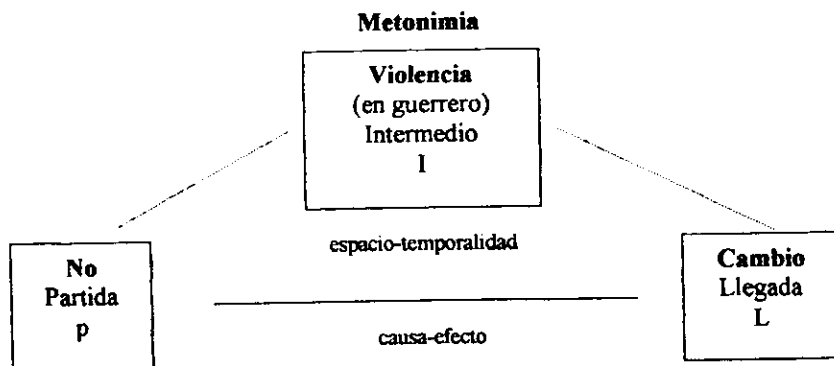 Metonimia
Violencia
(en guerrero)
Intermedio
I
espacio-temporalidad
No
Partida
p
Cambio
Llegada
L
causa-efecto